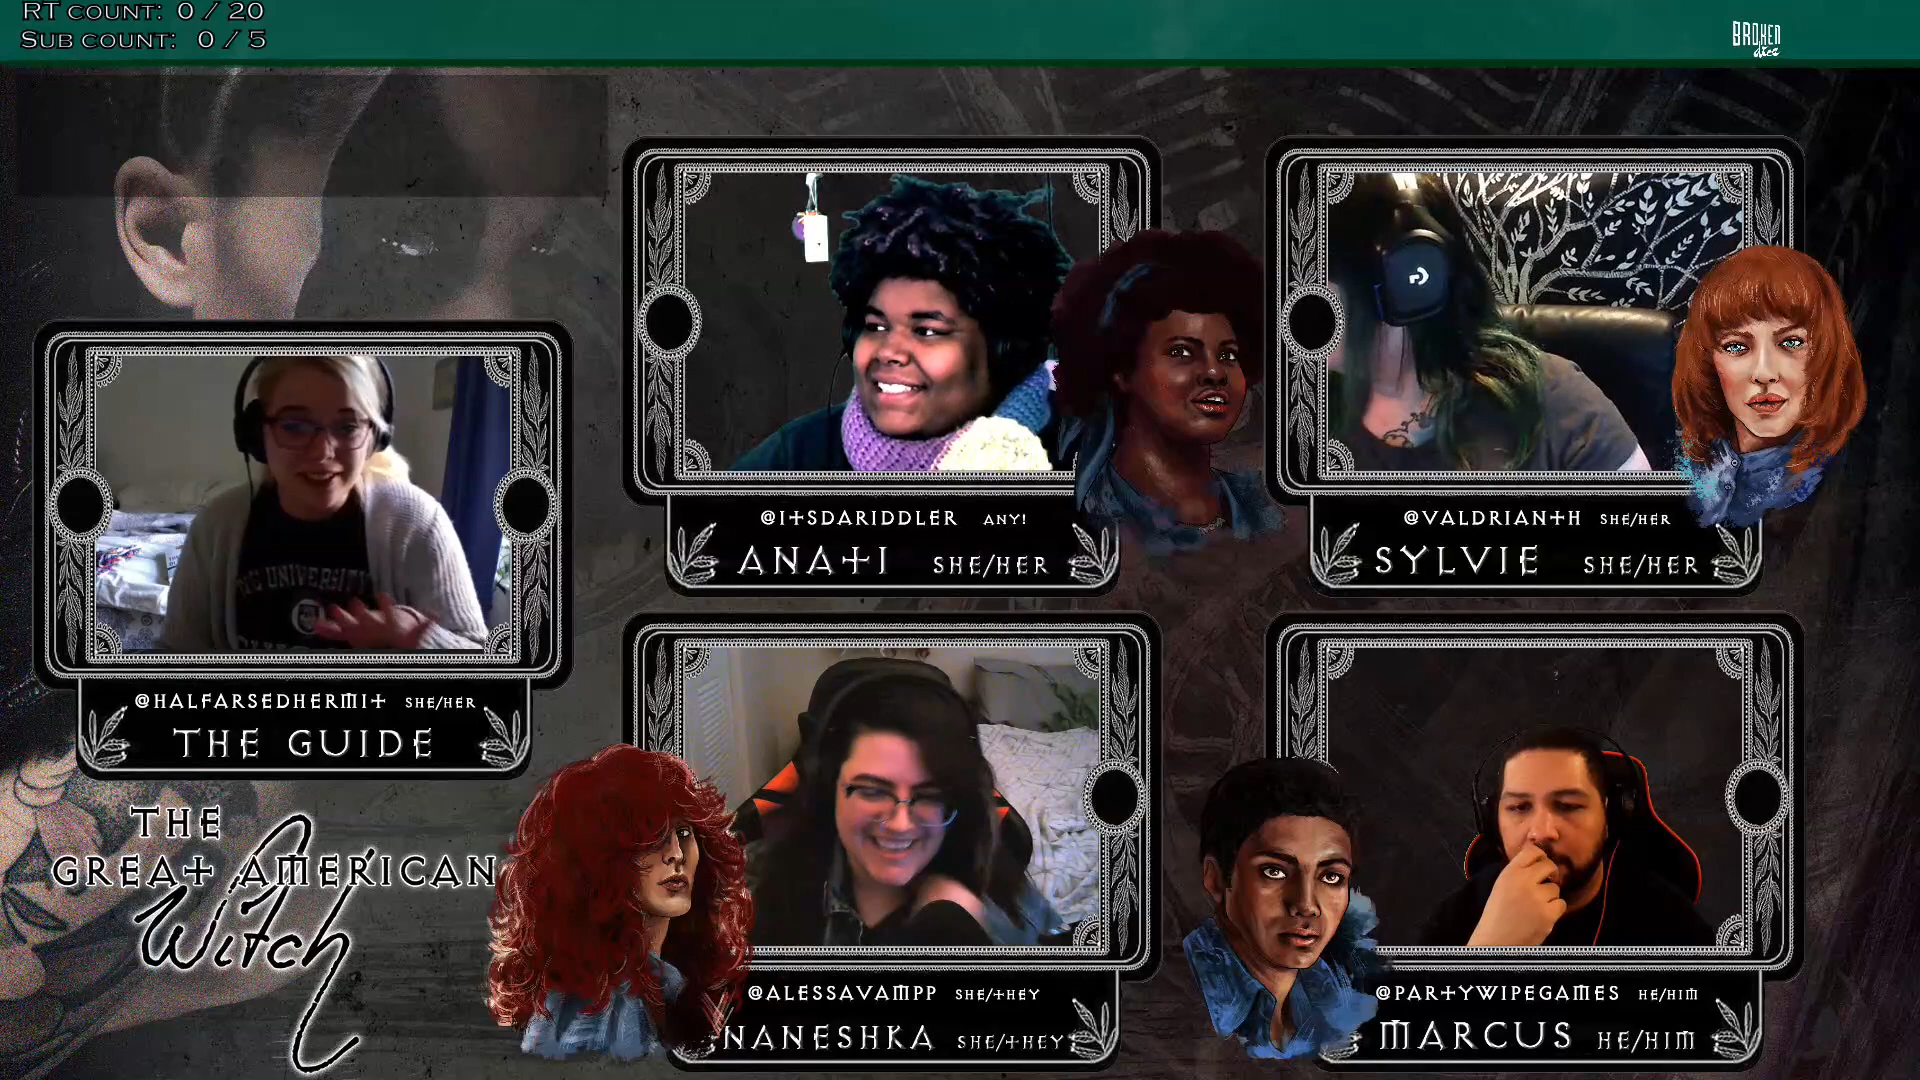 RT COUNT: 0 / 20
SUB COUNT: 0 / 5
BROKEN
dice
@ITSDARIDDLER ANY!
ANATI SHE/HER
@VALDRIANTH SHE/HER
SYLVIE SHE/HER
UNIVERSITY
@HALFARSEDHERMIT SHE/HER
THE GUIDE
THE
GREAT AMERICAN
Witch
@ALESSAVAMPP SHE/THEY
NANESHKA SHE/THEY
@PARTYWIPEGAMES HE/HIM
MARCUS HE/HIM